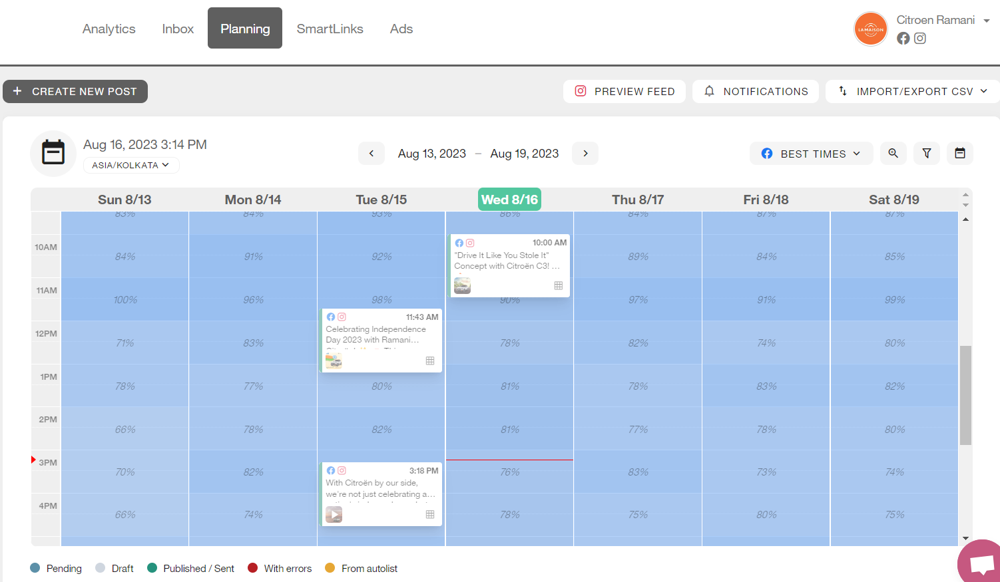 Analytics Inbox Planning SmartLinks Ads
Citroen Ramani
LA MAISON
+ CREATE NEW POST
PREVIEW FEED
NOTIFICATIONS
IMPORT/EXPORT CSV
Aug 16, 2023 3:14 PM
ASIA/KOLKATA
Aug 13, 2023 – Aug 19, 2023
BEST TIMES
Sun 8/13 Mon 8/14 Tue 8/15 Wed 8/16 Thu 8/17 Fri 8/18 Sat 8/19
83% 84% 93% 86% 84% 87% 87%
10AM 84% 91% 92% 89% 84% 85%
10:00 AM
"Drive It Like You Stole It"
Concept with Citroën C3! ...
11AM 100% 96% 98% 90% 97% 91% 99%
11:43 AM
Celebrating Independence
Day 2023 with Ramani...
12PM 71% 83% 78% 82% 74% 80%
1PM 78% 77% 80% 81% 78% 83% 82%
2PM 66% 78% 82% 81% 77% 78% 80%
3PM 70% 82% 76% 83% 73% 74%
3:18 PM
With Citroën by our side,
we're not just celebrating a...
4PM 66% 74% 78% 75% 80% 75%
Pending Draft Published / Sent With errors From autolist